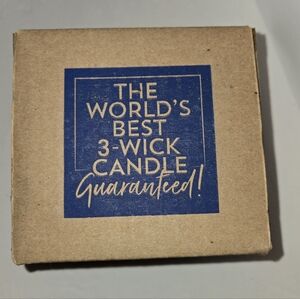 THE
WORLD'S
BEST
3-WICK
CANDLE
Guaranteed!